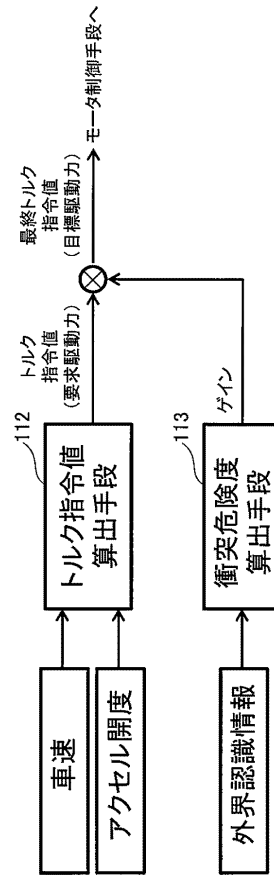 車速
アクセル開度
112
トルク指令値
算出手段
トルク
指令値
(要求駆動力)
最終トルク
指令値
(目標駆動力)
モータ制御手段へ
外界認識情報
113
衝突危険度
算出手段
ゲイン